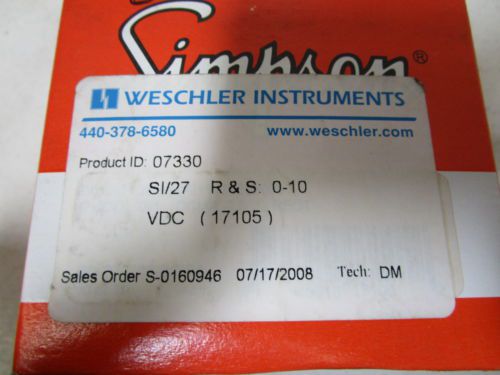 Simpson®
WESCHLER INSTRUMENTS
440-378-6580 www.weschler.com
Product ID: 07330
SI/27 R & S: 0-10
VDC ( 17105 )
Sales Order S-0160946 07/17/2008 Tech: DM